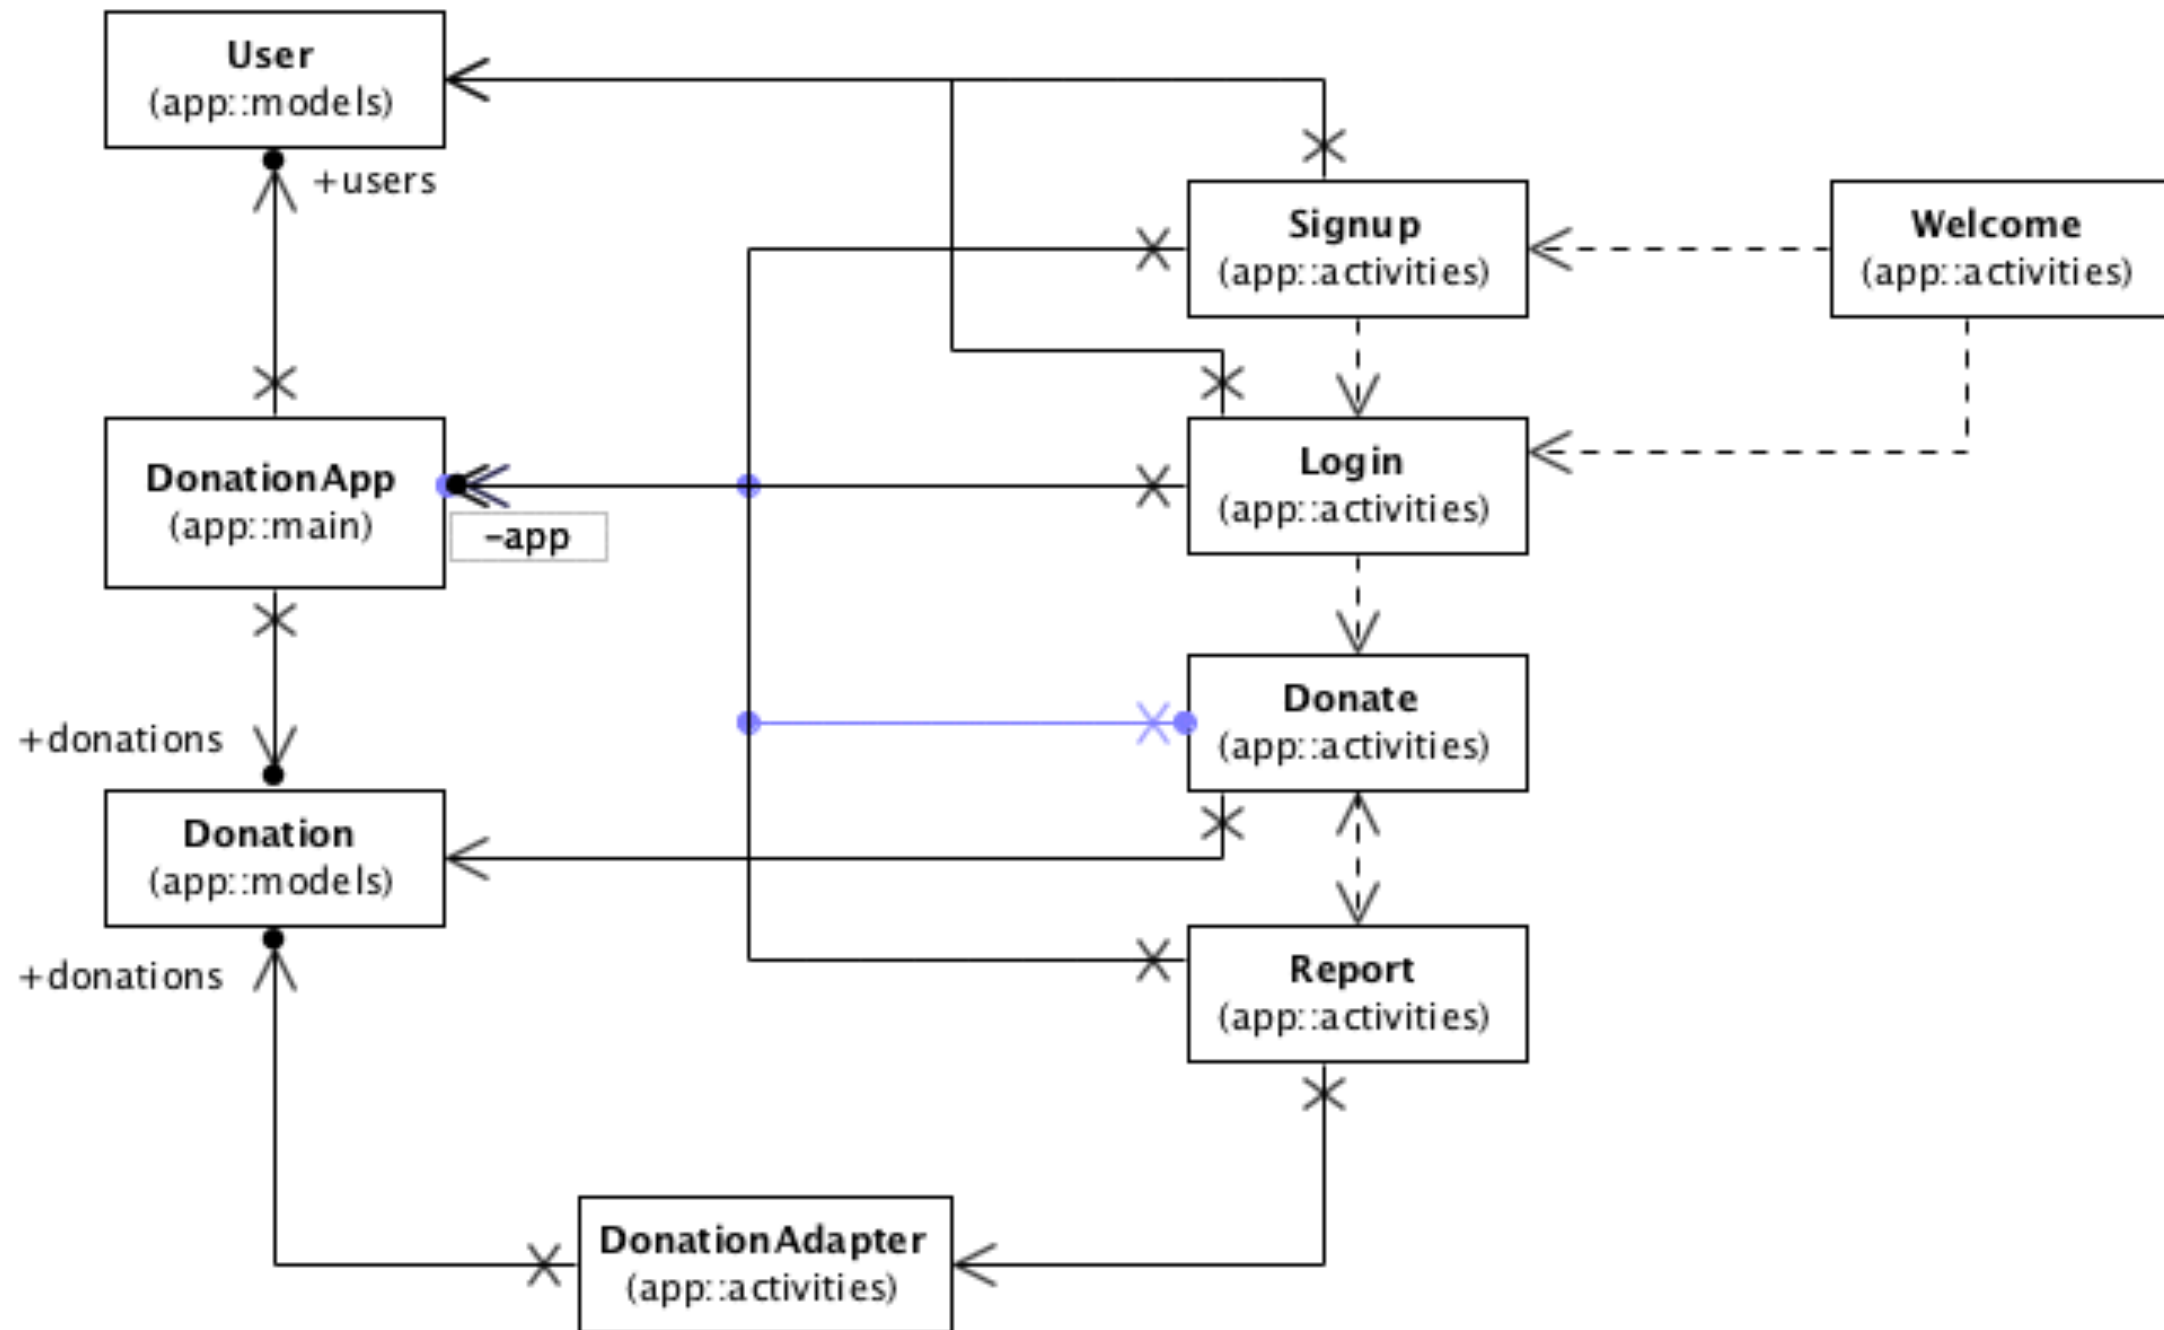 User
(app::models)
+users
Signup
(app::activities)
Welcome
(app::activities)
DonationApp
(app::main)
-app
Login
(app::activities)
Donate
(app::activities)
+donations
Donation
(app::models)
+donations
Report
(app::activities)
DonationAdapter
(app::activities)